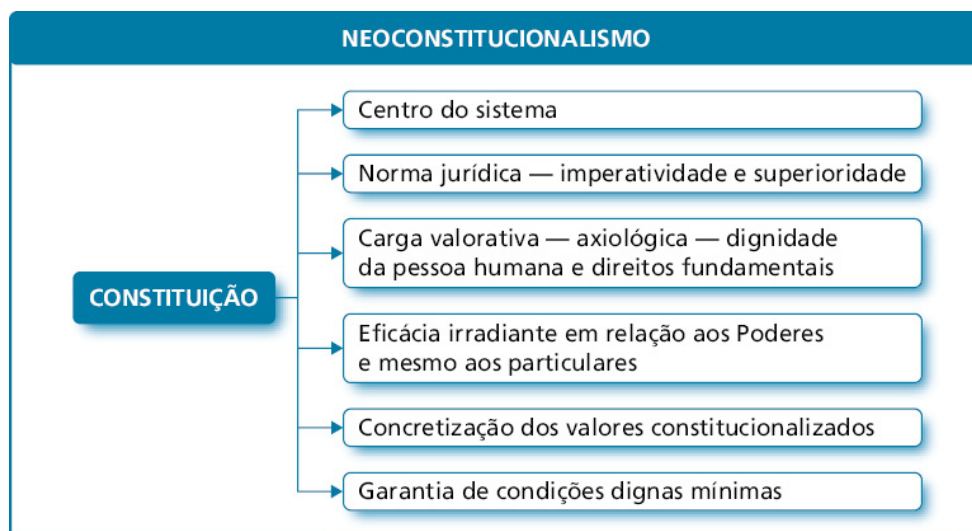 NEOCONSTITUCIONALISMO
CONSTITUIÇÃO
Centro do sistema
Norma jurídica — imperatividade e superioridade
Carga valorativa — axiológica — dignidade
da pessoa humana e direitos fundamentais
Eficácia irradiante em relação aos Poderes
e mesmo aos particulares
Concretização dos valores constitucionalizados
Garantia de condições dignas mínimas